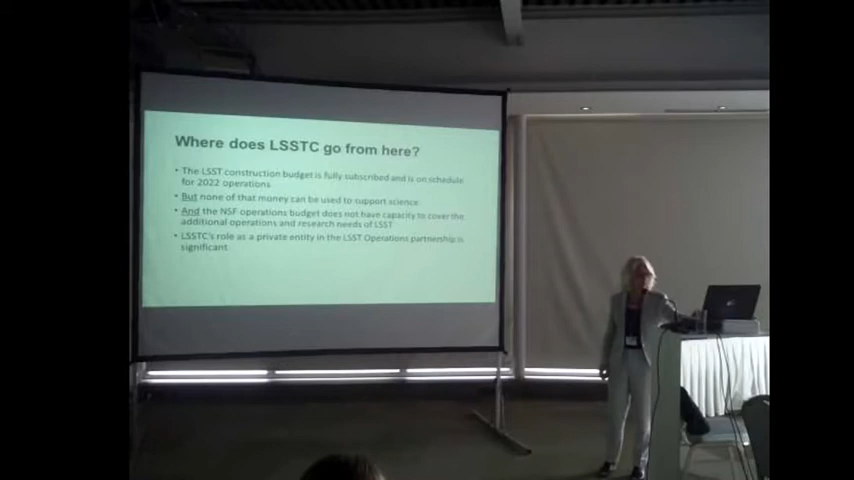 Where does LSSTC go from here?
• The LSST construction budget is fully subscribed and is on schedule
for 2022 operations
• But none of that money can be used to support science
• And the NSF operations budget does not have capacity to cover the
additional operations and research needs of LSST
• LSSTC's role as a private entity in the LSST Operations partnership is
significant